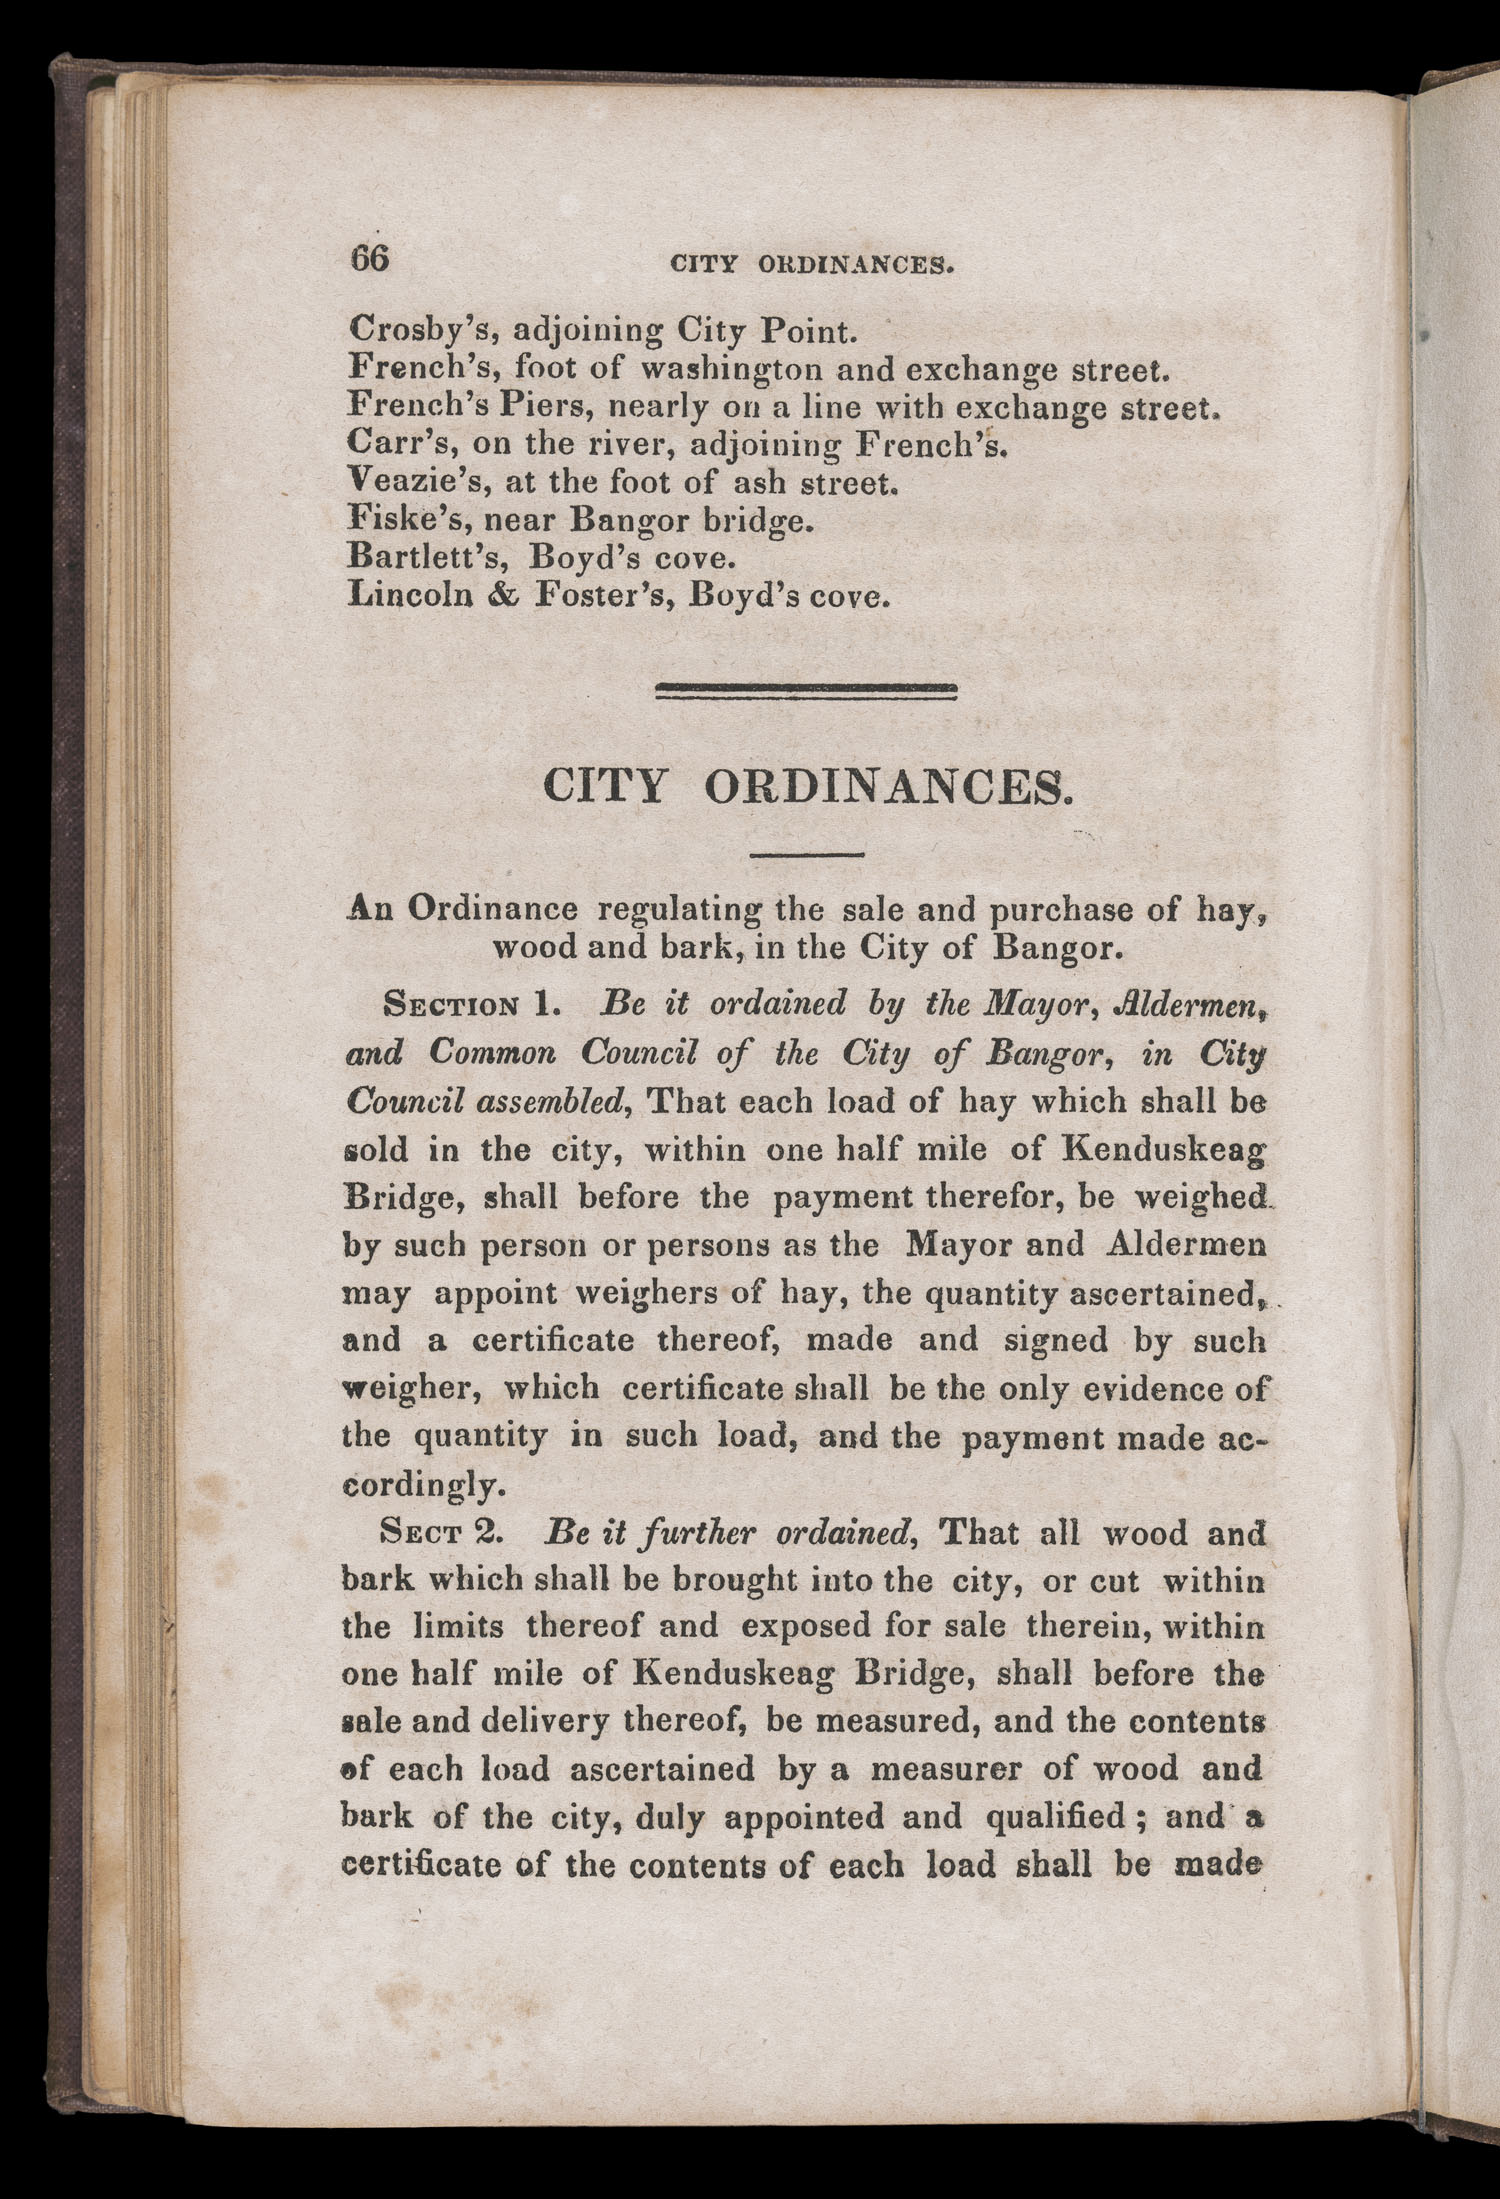 66 CITY ORDINANCES.
Crosby's, adjoining City Point.
French's, foot of washington and exchange street.
French's Piers, nearly on a line with exchange street.
Carr's, on the river, adjoining French's.
Veazie's, at the foot of ash street.
Fiske's, near Bangor bridge.
Bartlett's, Boyd's cove.
Lincoln & Foster's, Boyd's cove.
CITY ORDINANCES.
An Ordinance regulating the sale and purchase of hay,
wood and bark, in the City of Bangor.
SECTION 1. Be it ordained by the Mayor, Aldermen,
and Common Council of the City of Bangor, in City
Council assembled, That each load of hay which shall be
sold in the city, within one half mile of Kenduskeag
Bridge, shall before the payment therefor, be weighed
by such person or persons as the Mayor and Aldermen
may appoint weighers of hay, the quantity ascertained,
and a certificate thereof, made and signed by such
weigher, which certificate shall be the only evidence of
the quantity in such load, and the payment made ac-
cordingly.
SECT 2. Be it further ordained, That all wood and
bark which shall be brought into the city, or cut within
the limits thereof and exposed for sale therein, within
one half mile of Kenduskeag Bridge, shall before the
sale and delivery thereof, be measured, and the contents
of each load ascertained by a measurer of wood and
bark of the city, duly appointed and qualified ; and a
certificate of the contents of each load shall be made